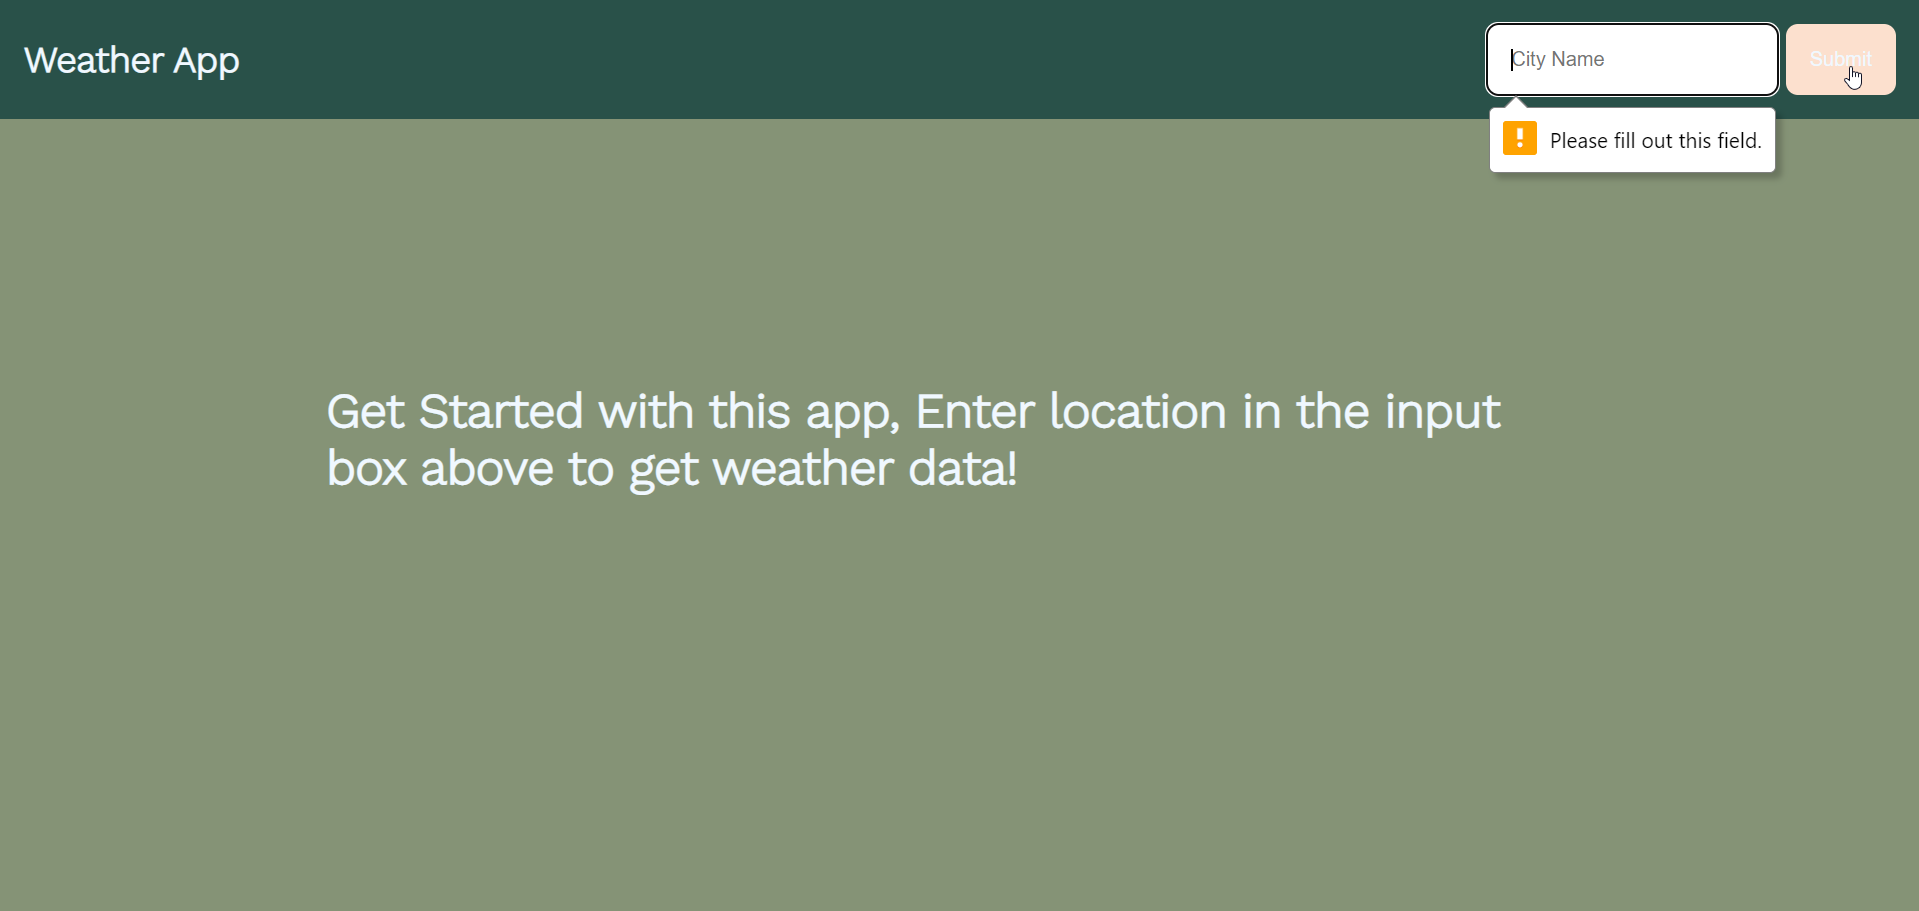 Weather App
City Name
Submit
Please fill out this field.
Get Started with this app, Enter location in the input
box above to get weather data!